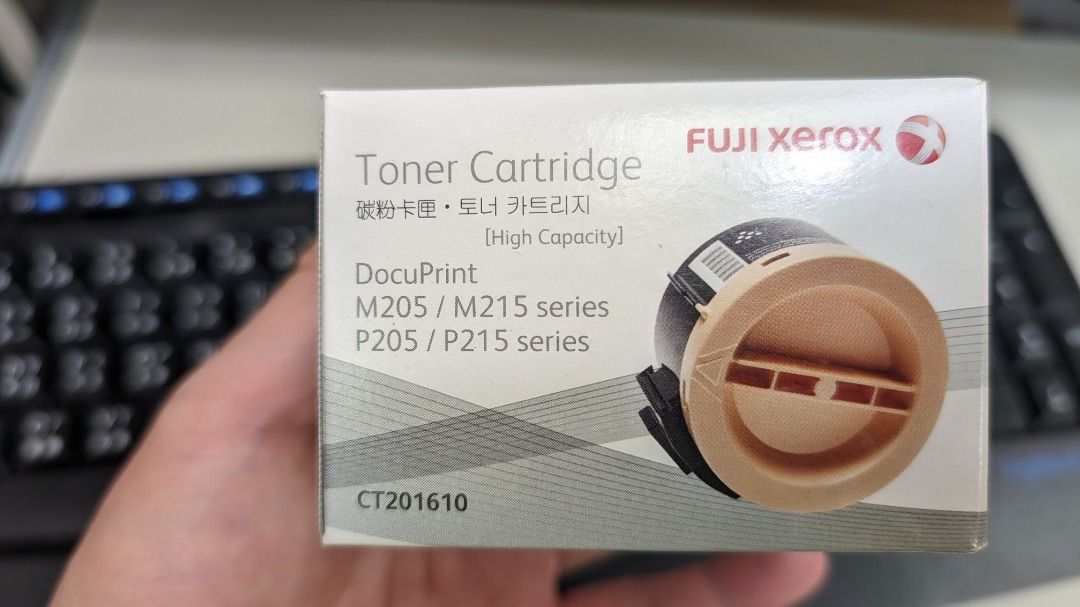 FUJI xerox
Toner Cartridge
碳粉卡匣・토너 카트리지
[High Capacity]
DocuPrint
M205 / M215 series
P205 / P215 series
CT201610